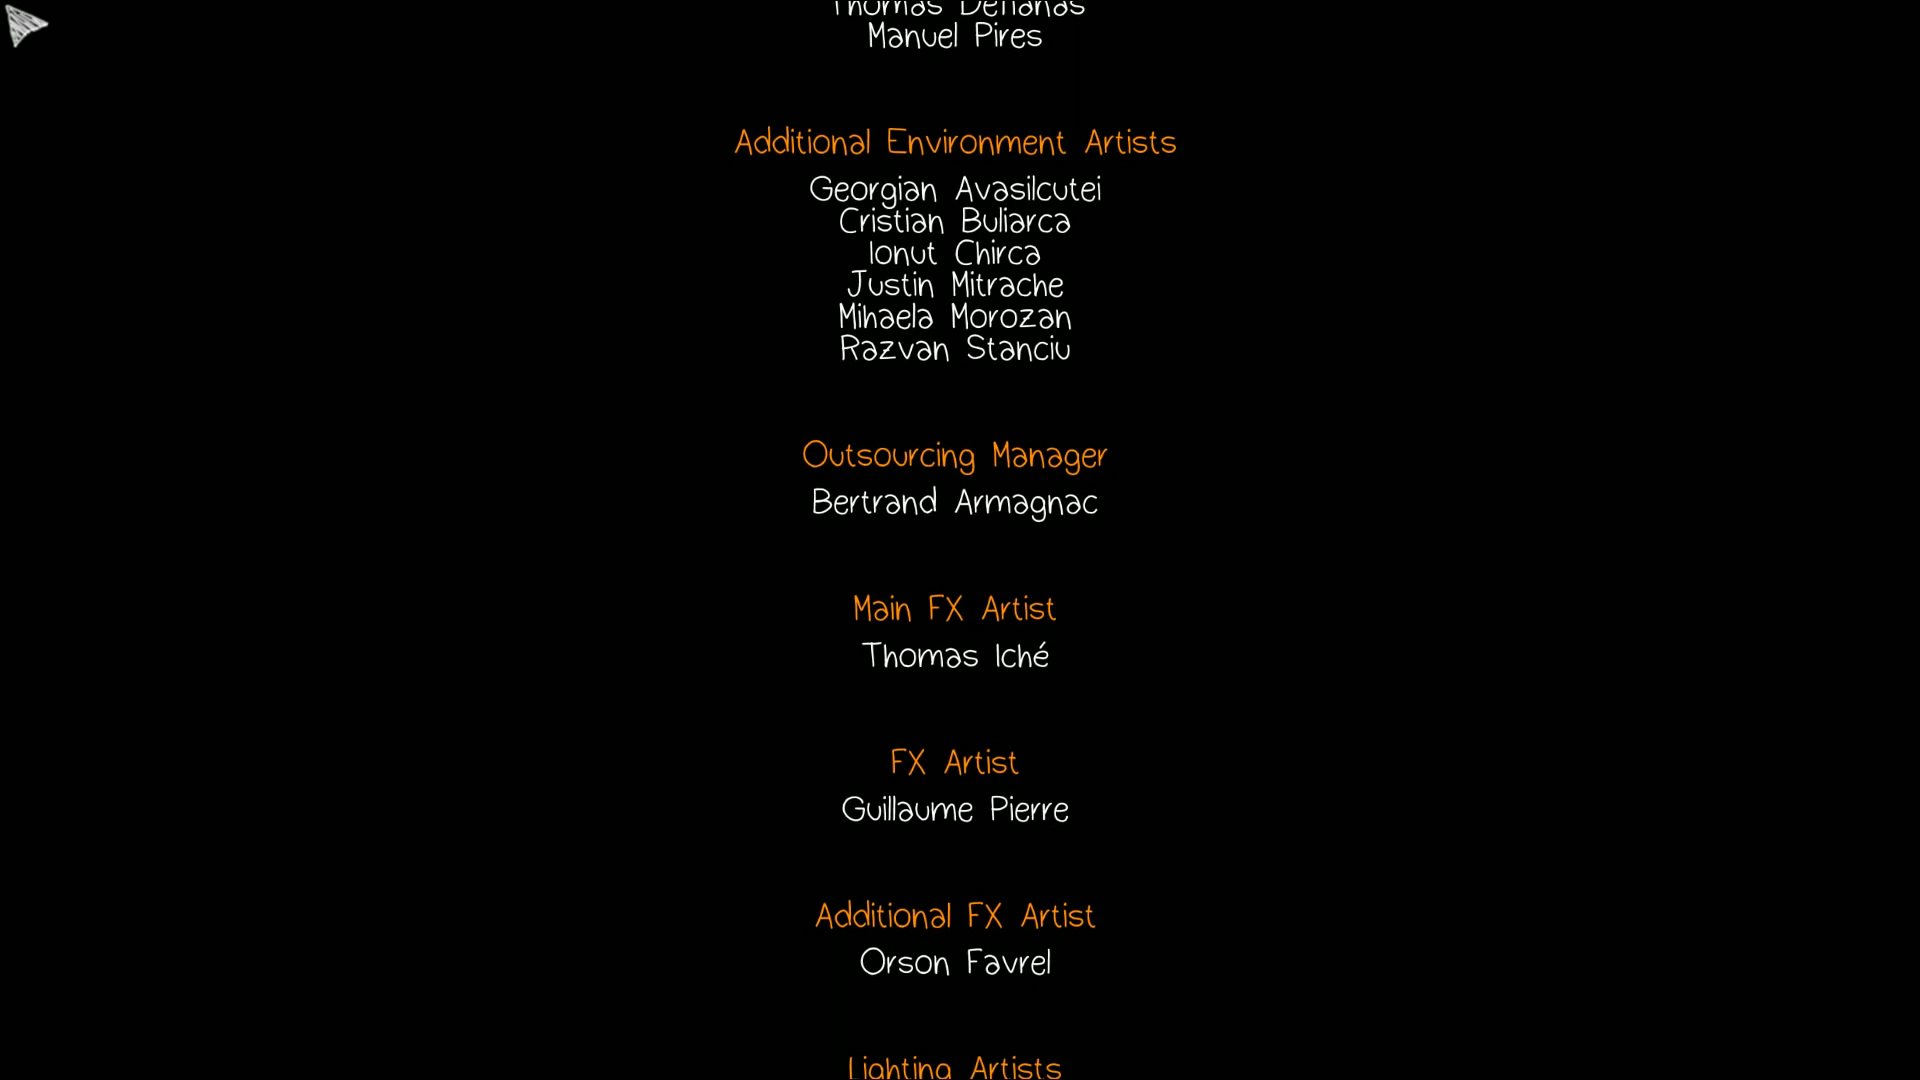 Thomas
Manuel Pires
Additional Environment Artists
Georgian Avasilcutei
Cristian Buliarca
Ionut Chirca
Justin Mitrache
Mihaela Morozan
Razvan Stanciu
Outsourcing Manager
Bertrand Armagnac
Main FX Artist
Thomas Iché
FX Artist
Guillaume Pierre
Additional FX Artist
Orson Favrel
Lighting Artists